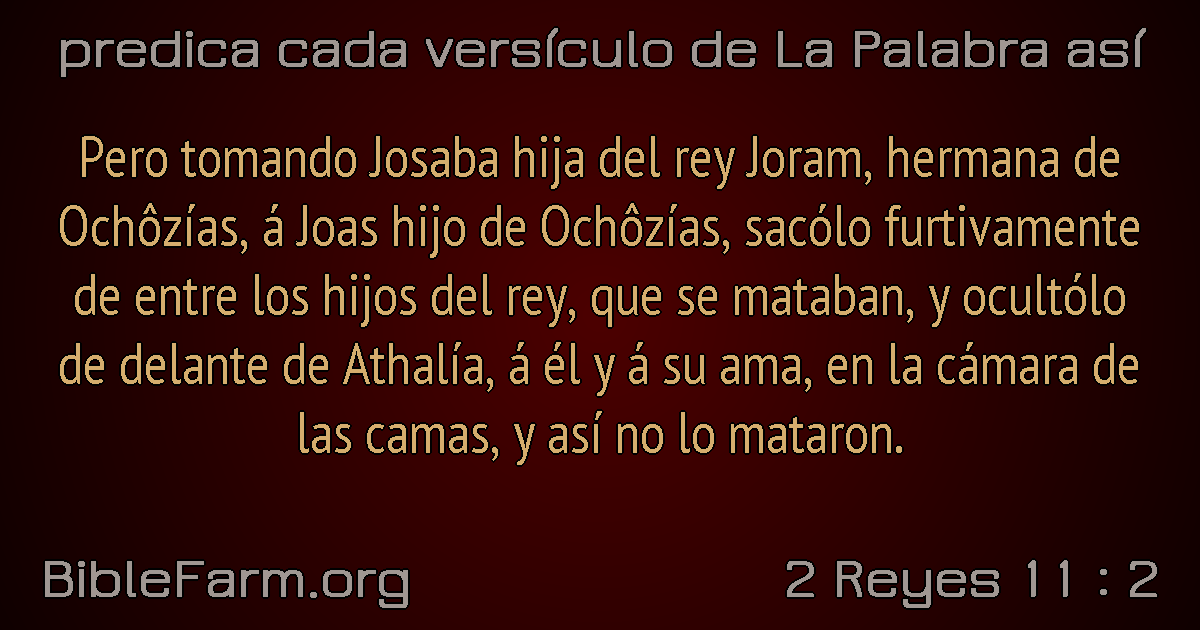 predica cada versículo de La Palabra así
Pero tomando Josaba hija del rey Joram, hermana de
Ochôzías, á Joas hijo de Ochôzías, sacólo furtivamente
de entre los hijos del rey, que se mataban, y ocultólo
de delante de Athalía, á él y á su ama, en la cámara de
las camas, y así no lo mataron.
BibleFarm.org
2 Reyes 11 : 2